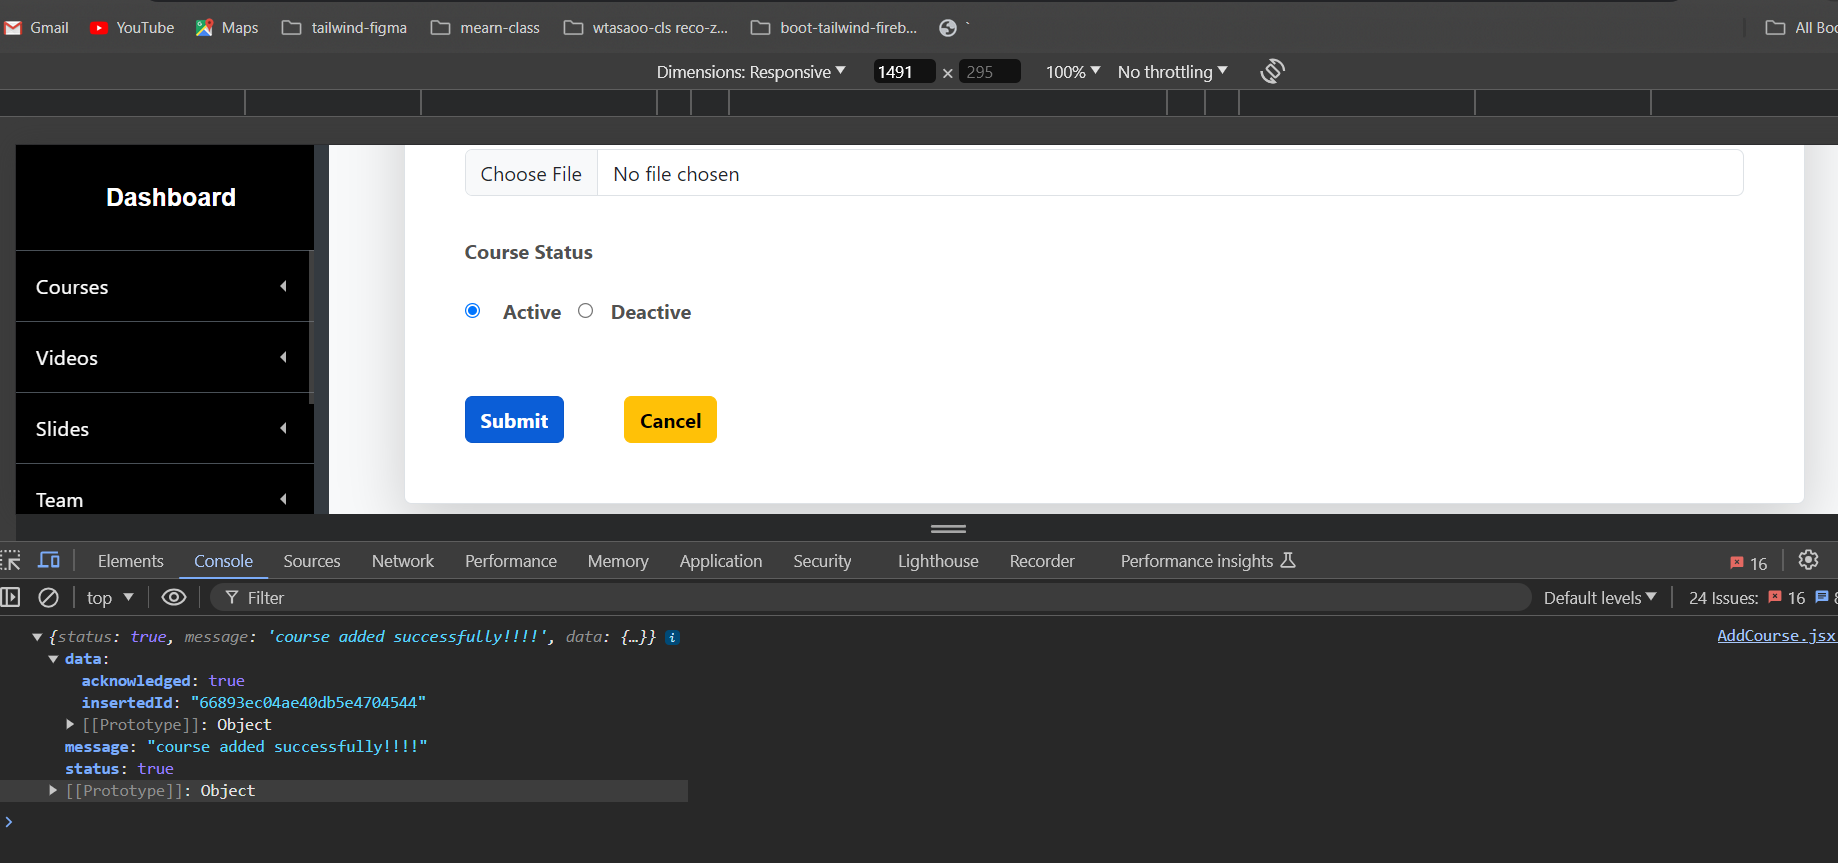 Gmail YouTube Maps tailwind-figma mearn-class wtasaoo-cls reco-z... boot-tailwind-fireb... ` All Boo
Dimensions: Responsive 1491 × 295 100% No throttling
Dashboard
Courses
Videos
Slides
Team
Choose File No file chosen
Course Status
Active Deactive
Submit Cancel
Elements Console Sources Network Performance Memory Application Security Lighthouse Recorder Performance insights 16
top Filter Default levels 24 Issues: 16 8
{status: true, message: 'course added successfully!!!!', data: {…}} i AddCourse.jsx
data:
acknowledged: true
insertedId: "66893ec04ae40db5e4704544"
[[Prototype]]: Object
message: "course added successfully!!!!"
status: true
[[Prototype]]: Object